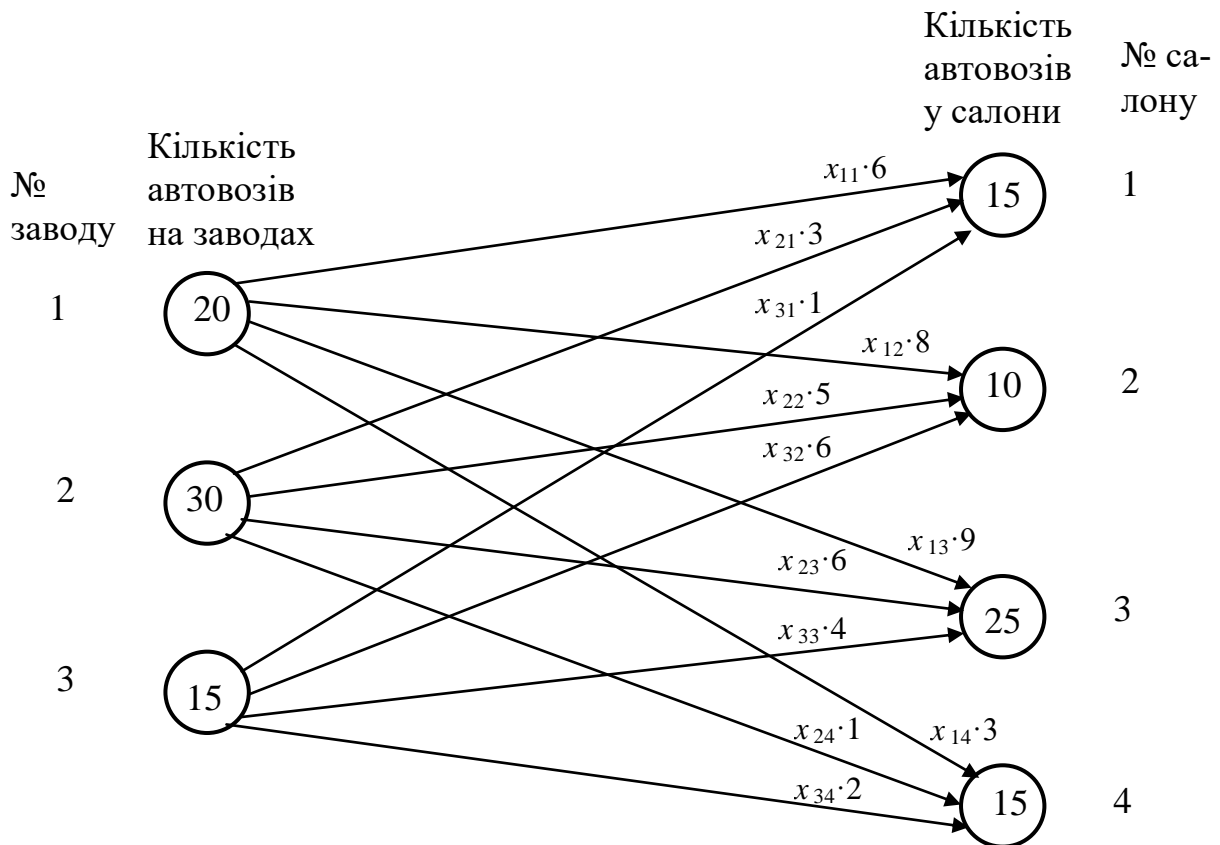 Кількість
автовозів
у салони
№ са-
лону
№
заводу
Кількість
автовозів
на заводах
x11·6
15
1
x21·3
1
20
x31·1
x12·8
10
2
x22·5
x32·6
2
30
x13·9
x23·6
25
3
x33·4
3
15
x24·1
x14·3
x34·2
15
4